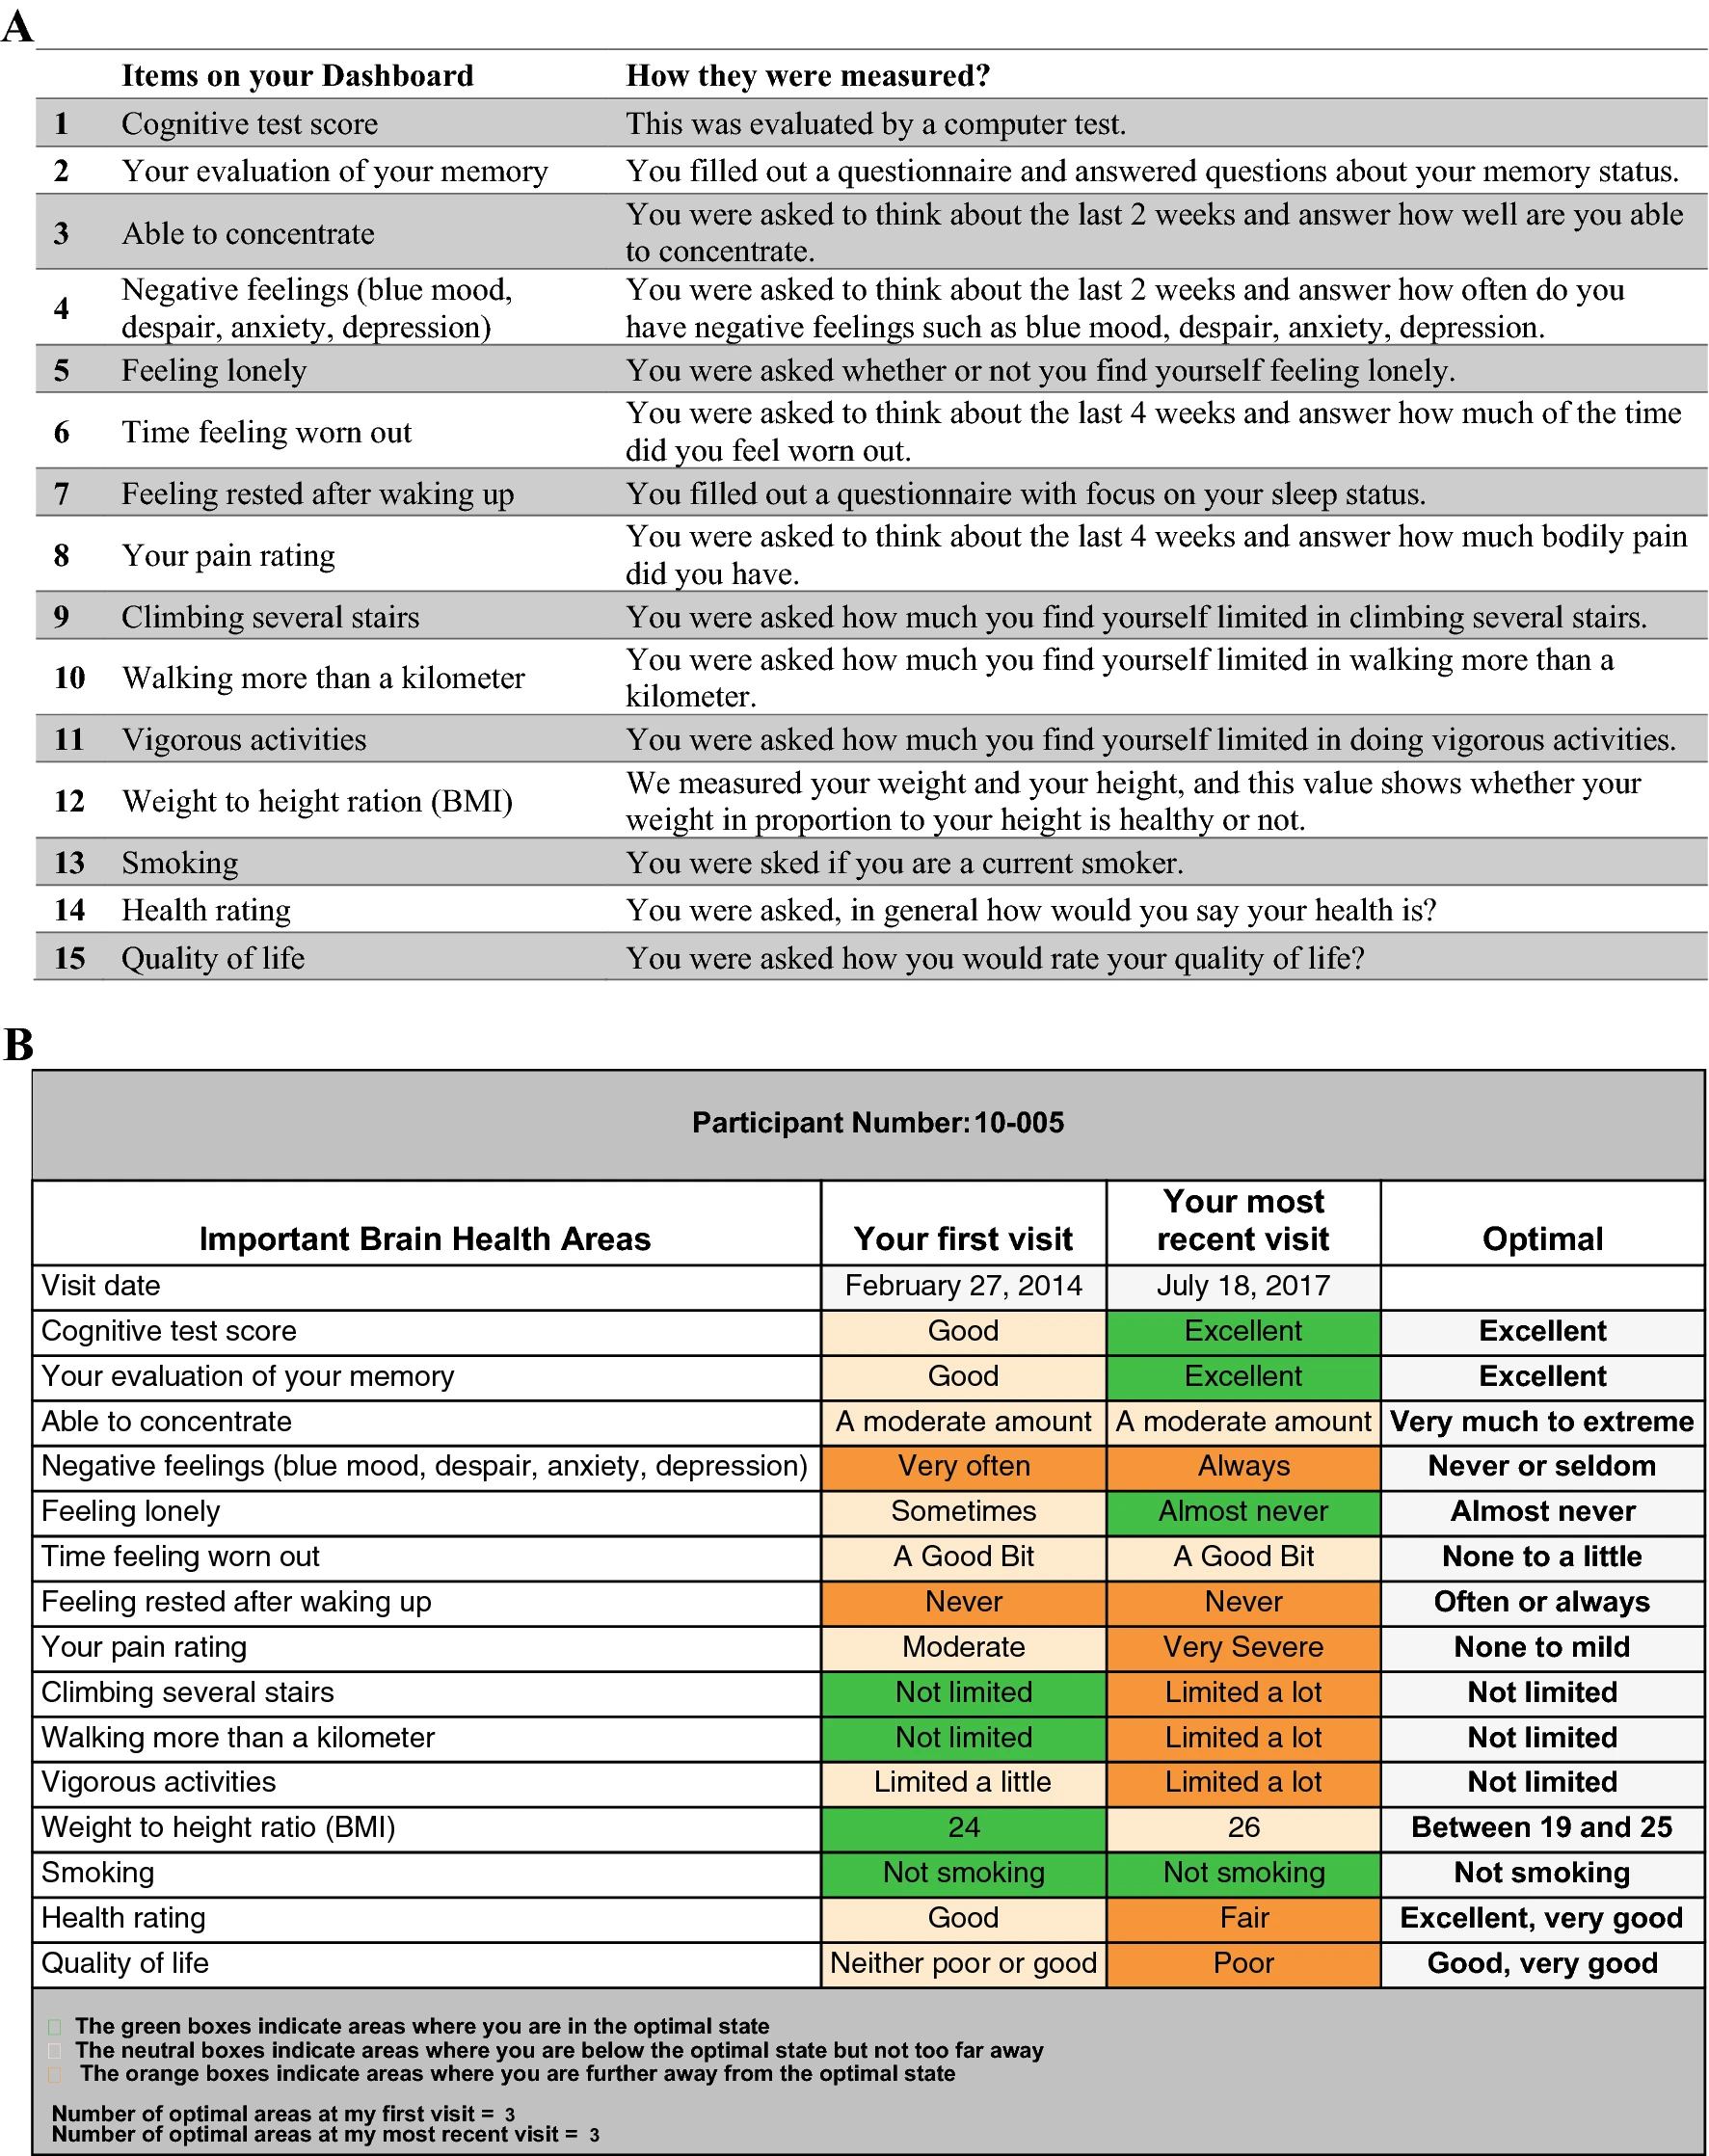 A
Items on your Dashboard How they were measured?
1 Cognitive test score This was evaluated by a computer test.
2 Your evaluation of your memory You filled out a questionnaire and answered questions about your memory status.
3 Able to concentrate You were asked to think about the last 2 weeks and answer how well are you able
to concentrate.
4 Negative feelings (blue mood, You were asked to think about the last 2 weeks and answer how often do you
despair, anxiety, depression) have negative feelings such as blue mood, despair, anxiety, depression.
5 Feeling lonely You were asked whether or not you find yourself feeling lonely.
6 Time feeling worn out You were asked to think about the last 4 weeks and answer how much of the time
did you feel worn out.
7 Feeling rested after waking up You filled out a questionnaire with focus on your sleep status.
8 Your pain rating You were asked to think about the last 4 weeks and answer how much bodily pain
did you have.
9 Climbing several stairs You were asked how much you find yourself limited in climbing several stairs.
10 Walking more than a kilometer You were asked how much you find yourself limited in walking more than a
kilometer.
11 Vigorous activities You were asked how much you find yourself limited in doing vigorous activities.
12 Weight to height ration (BMI) We measured your weight and your height, and this value shows whether your
weight in proportion to your height is healthy or not.
13 Smoking You were sked if you are a current smoker.
14 Health rating You were asked, in general how would you say your health is?
15 Quality of life You were asked how you would rate your quality of life?
B
Participant Number:10-005
Important Brain Health Areas Your first visit Your most recent visit Optimal
Visit date February 27, 2014 July 18, 2017
Cognitive test score Good Excellent Excellent
Your evaluation of your memory Good Excellent Excellent
Able to concentrate A moderate amount A moderate amount Very much to extreme
Negative feelings (blue mood, despair, anxiety, depression) Very often Always Never or seldom
Feeling lonely Sometimes Almost never Almost never
Time feeling worn out A Good Bit A Good Bit None to a little
Feeling rested after waking up Never Never Often or always
Your pain rating Moderate Very Severe None to mild
Climbing several stairs Not limited Limited a lot Not limited
Walking more than a kilometer Not limited Limited a lot Not limited
Vigorous activities Limited a little Limited a lot Not limited
Weight to height ratio (BMI) 24 26 Between 19 and 25
Smoking Not smoking Not smoking Not smoking
Health rating Good Fair Excellent, very good
Quality of life Neither poor or good Poor Good, very good
The green boxes indicate areas where you are in the optimal state
The neutral boxes indicate areas where you are below the optimal state but not too far away
The orange boxes indicate areas where you are further away from the optimal state
Number of optimal areas at my first visit = 3
Number of optimal areas at my most recent visit = 3